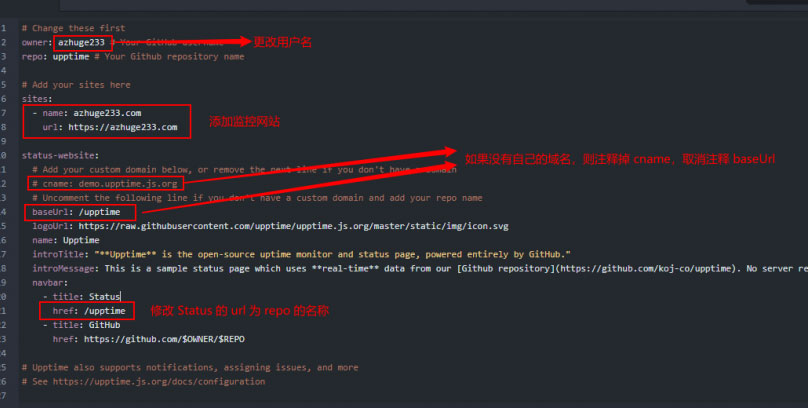 1 # Change these first
2 owner: azhuge233 # Your GitHub username 更改用户名
3 repo: upptime # Your Github repository name
4
5 # Add your sites here
6 sites:
7 - name: azhuge233.com 添加监控网站
8 url: https://azhuge233.com
9
10 status-website: 如果没有自己的域名，则注释掉 cname，取消注释 baseUrl
11 # Add your custom domain below, or remove the next line if you don't have a domain
12 # cname: demo.upptime.js.org
13 # Uncomment the following line if you don't have a custom domain and add your repo name
14 baseUrl: /upptime
15 logoUrl: https://raw.githubusercontent.com/upptime/upptime.js.org/master/static/img/icon.svg
16 name: Upptime
17 introTitle: "**Upptime** is the open-source uptime monitor and status page, powered entirely by GitHub."
18 introMessage: This is a sample status page which uses **real-time** data from our [Github repository](https://github.com/koj-co/upptime). No server re
19 navbar:
20 - title: Status
21 href: /upptime 修改 Status 的 url 为 repo 的名称
22 - title: GitHub
23 href: https://github.com/$OWNER/$REPO
24
25 # Upptime also supports notifications, assigning issues, and more
26 # See https://upptime.js.org/docs/configuration
27